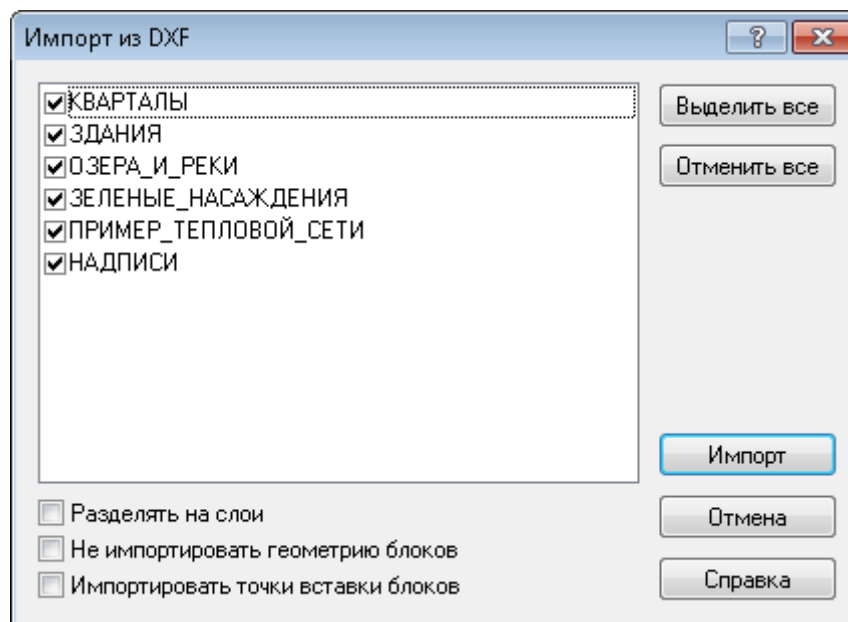 Импорт из DXF
КВАРТАЛЫ
ЗДАНИЯ
ОЗЕРА_И_РЕКИ
ЗЕЛЕНЫЕ_НАСАЖДЕНИЯ
ПРИМЕР_ТЕПЛОВОЙ_СЕТИ
НАДПИСИ
Выделить все
Отменить все
Импорт
Отмена
Справка
Разделять на слои
Не импортировать геометрию блоков
Импортировать точки вставки блоков